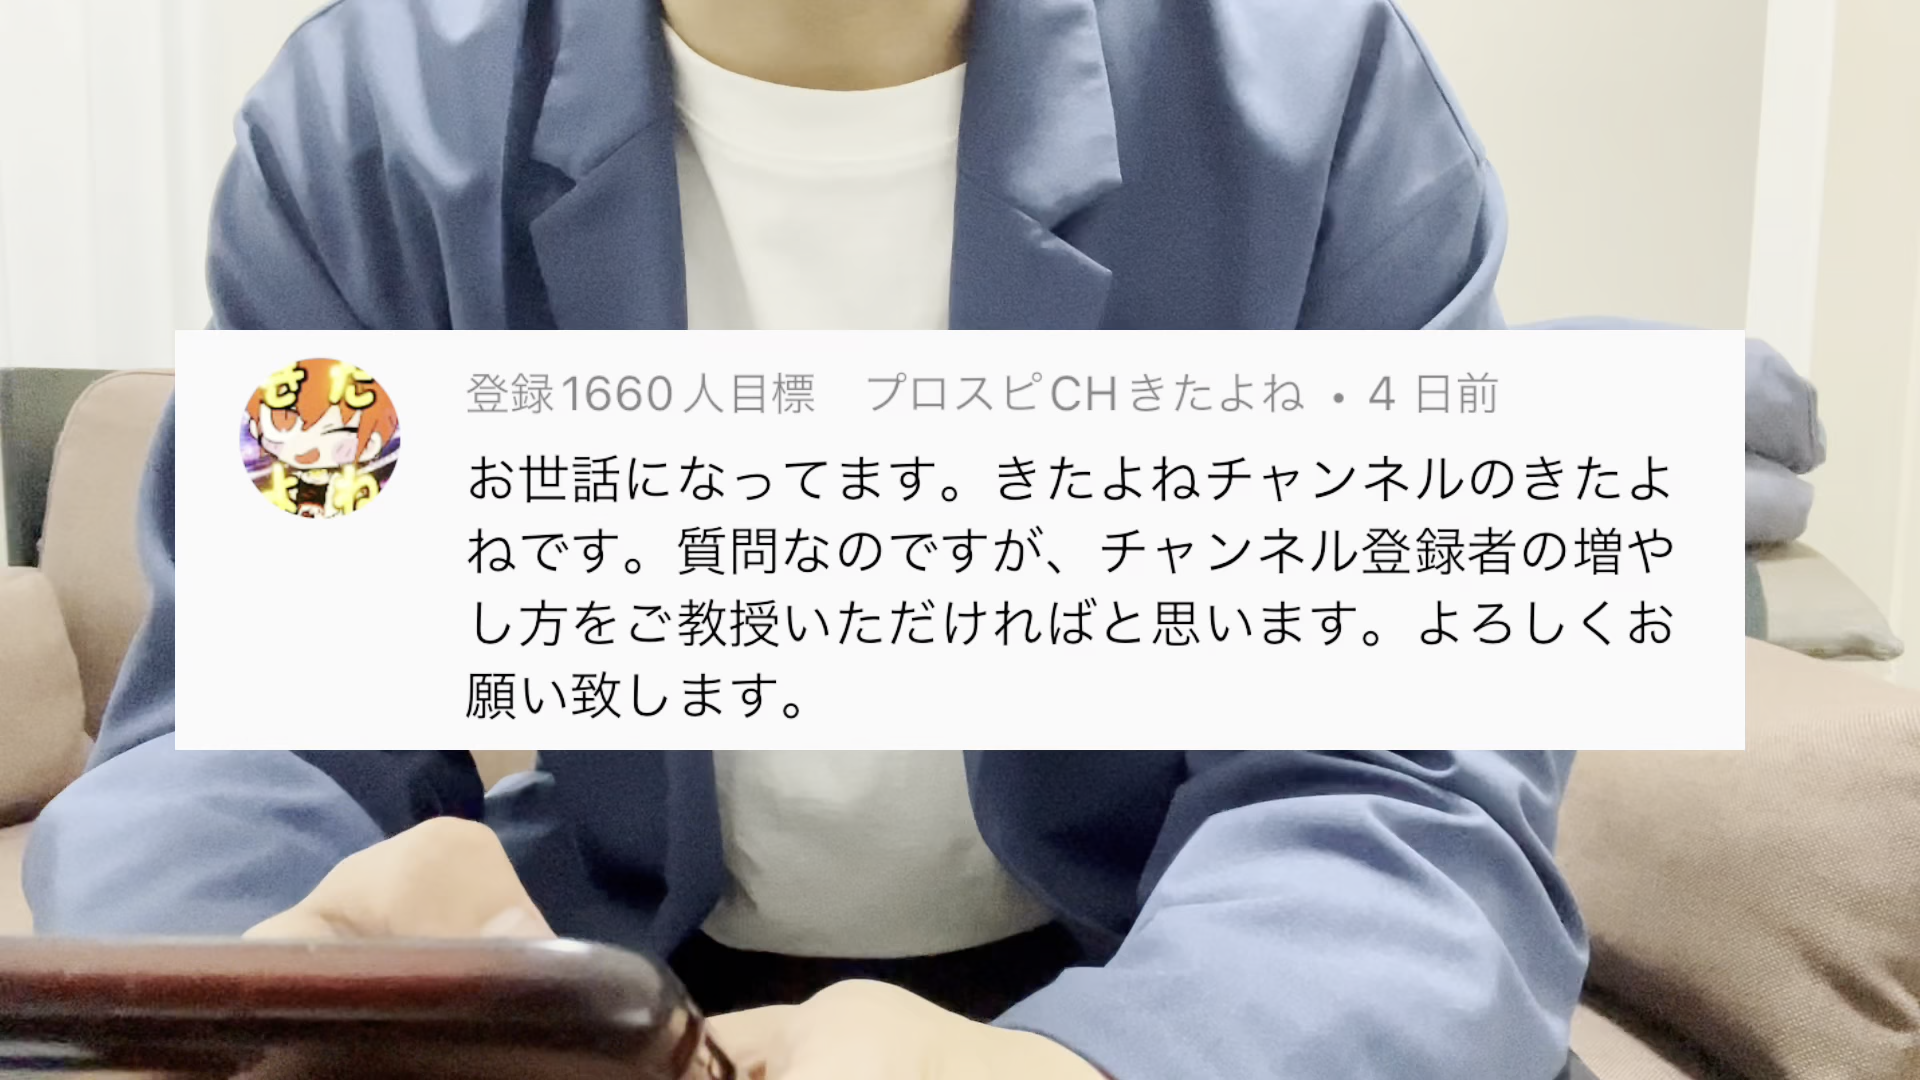 せた
よね
登録1660人目標　プロスピCHきたよね・4 日前
お世話になってます。きたよねチャンネルのきたよ
ねです。質問なのですが、チャンネル登録者の増や
し方をご教授いただければと思います。よろしくお
願い致します。